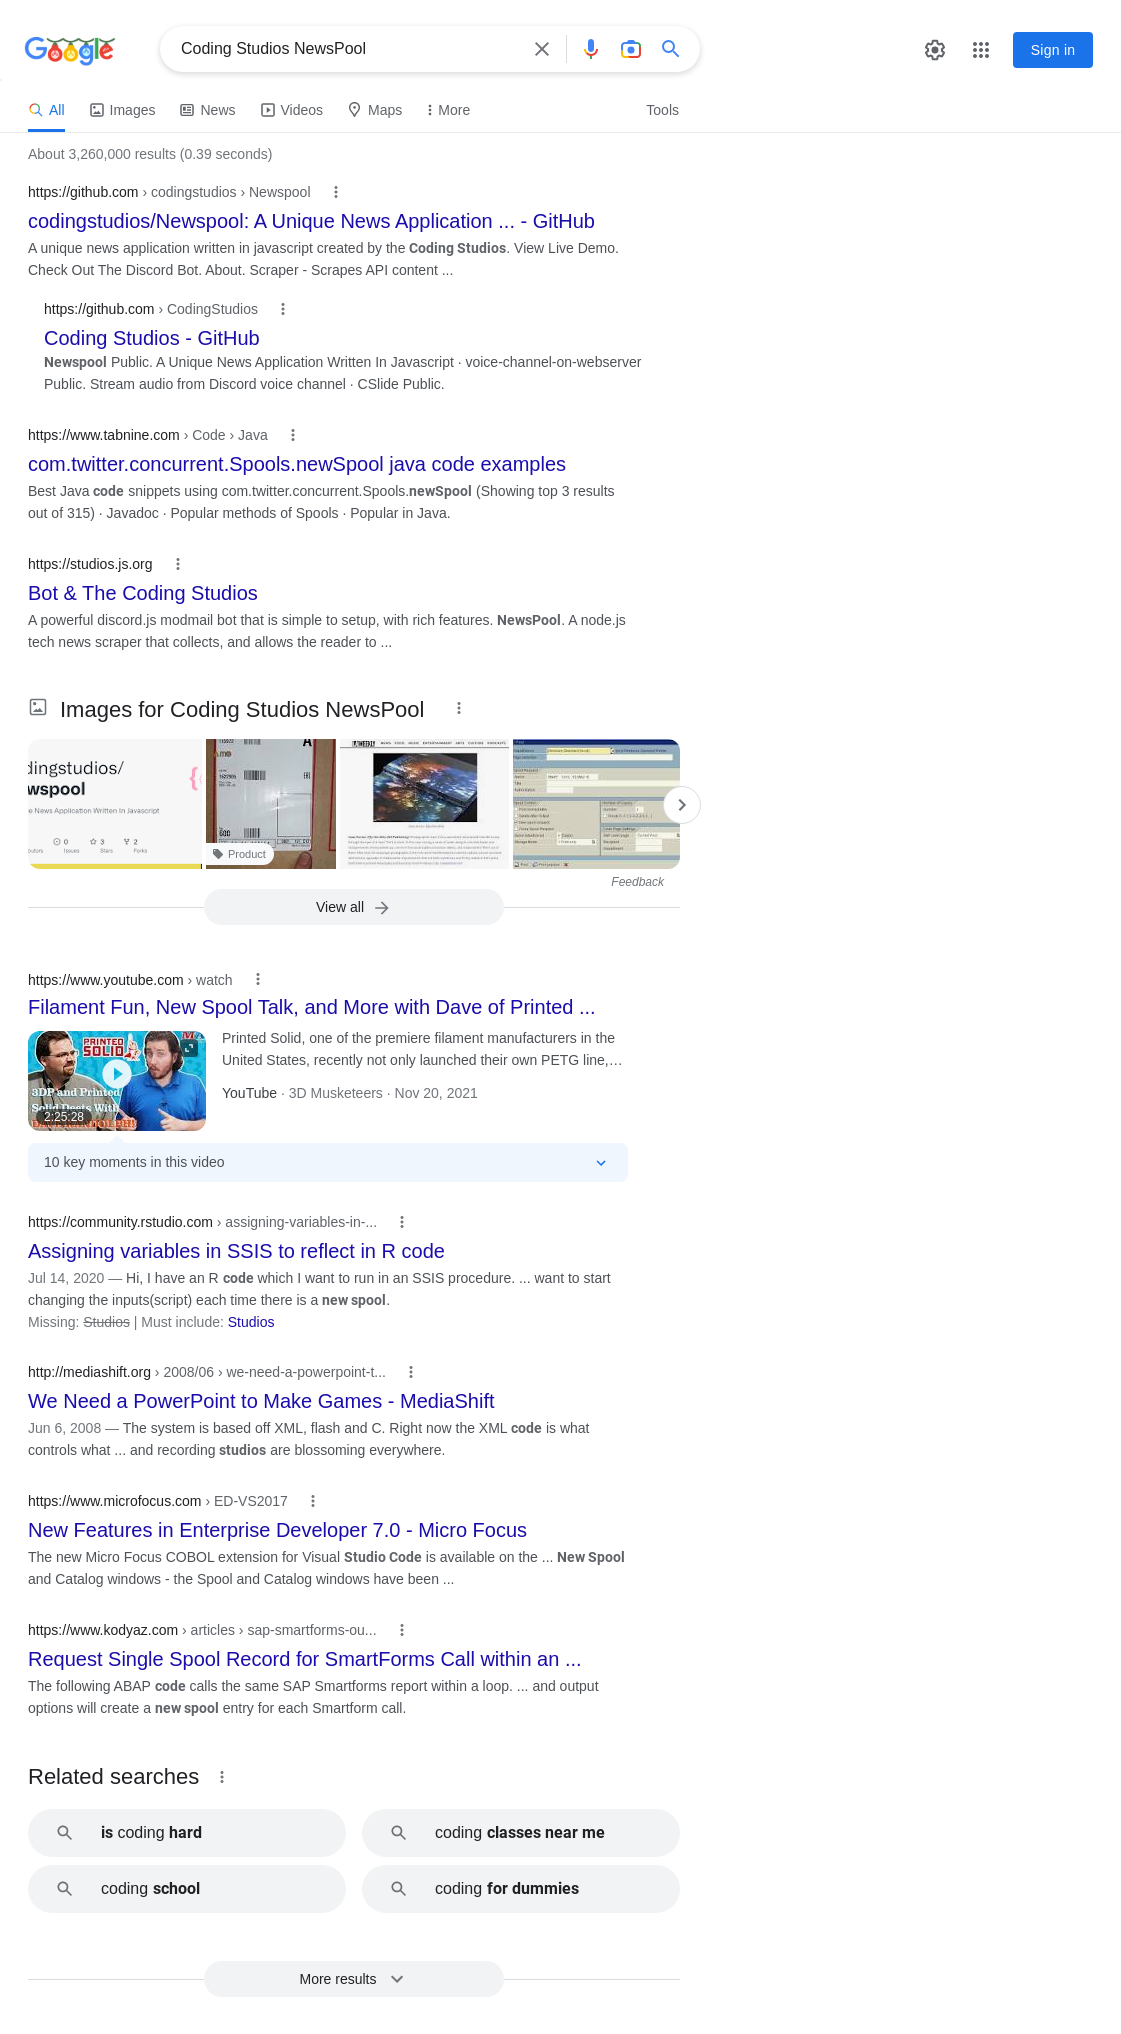 Google
Coding Studios NewsPool
Sign in
All
Images
News
Videos
Maps
More
Tools
About 3,260,000 results (0.39 seconds)
https://github.com › codingstudios › Newspool
codingstudios/Newspool: A Unique News Application ... - GitHub
A unique news application written in javascript created by the Coding Studios. View Live Demo.
Check Out The Discord Bot. About. Scraper - Scrapes API content ...
https://github.com › CodingStudios
Coding Studios - GitHub
Newspool Public. A Unique News Application Written In Javascript · voice-channel-on-webserver
Public. Stream audio from Discord voice channel · CSlide Public.
https://www.tabnine.com › Code › Java
com.twitter.concurrent.Spools.newSpool java code examples
Best Java code snippets using com.twitter.concurrent.Spools.newSpool (Showing top 3 results
out of 315) · Javadoc · Popular methods of Spools · Popular in Java.
https://studios.js.org
Bot & The Coding Studios
A powerful discord.js modmail bot that is simple to setup, with rich features. NewsPool. A node.js
tech news scraper that collects, and allows the reader to ...
Images for Coding Studios NewsPool
dingstudios/
wspool
e News Application Written In Javascript
0
3
2
Issues
Stars
Forks
Product
Feedback
View all
https://www.youtube.com › watch
Filament Fun, New Spool Talk, and More with Dave of Printed ...
PRINTED
SOLID
3DP and Printed
Solid Deets With
2:25:28
Printed Solid, one of the premiere filament manufacturers in the
United States, recently not only launched their own PETG line,…
YouTube · 3D Musketeers · Nov 20, 2021
10 key moments in this video
https://community.rstudio.com › assigning-variables-in-...
Assigning variables in SSIS to reflect in R code
Jul 14, 2020 — Hi, I have an R code which I want to run in an SSIS procedure. ... want to start
changing the inputs(script) each time there is a new spool.
Missing: Studios | Must include: Studios
http://mediashift.org › 2008/06 › we-need-a-powerpoint-t...
We Need a PowerPoint to Make Games - MediaShift
Jun 6, 2008 — The system is based off XML, flash and C. Right now the XML code is what
controls what ... and recording studios are blossoming everywhere.
https://www.microfocus.com › ED-VS2017
New Features in Enterprise Developer 7.0 - Micro Focus
The new Micro Focus COBOL extension for Visual Studio Code is available on the ... New Spool
and Catalog windows - the Spool and Catalog windows have been ...
https://www.kodyaz.com › articles › sap-smartforms-ou...
Request Single Spool Record for SmartForms Call within an ...
The following ABAP code calls the same SAP Smartforms report within a loop. ... and output
options will create a new spool entry for each Smartform call.
Related searches
is coding hard
coding classes near me
coding school
coding for dummies
More results